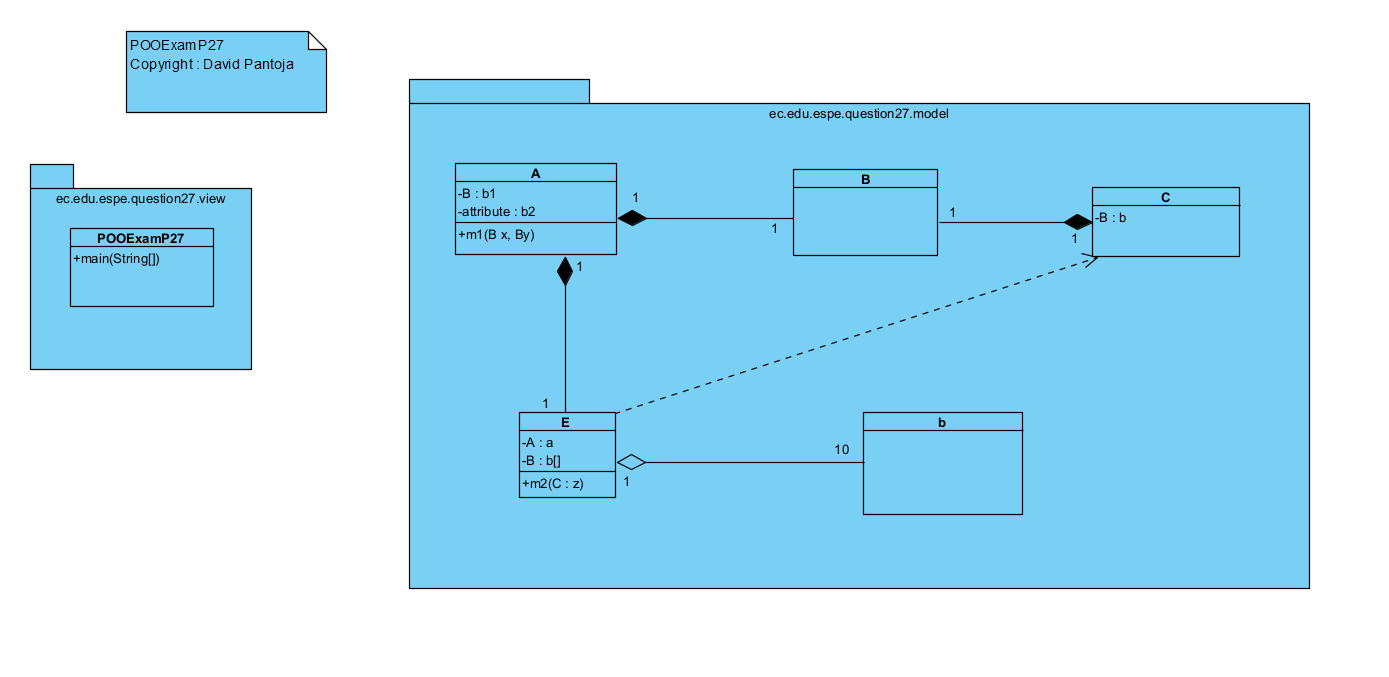 POOExamP27
Copyright : David Pantoja
ec.edu.espe.question27.view
POOExamP27
+main(String[])
ec.edu.espe.question27.model
A
-B : b1
-attribute : b2
+m1(B x, By)
1
1
B
1
1
C
-B : b
1
1
E
-A : a
-B : b[]
+m2(C : z)
1
10
b